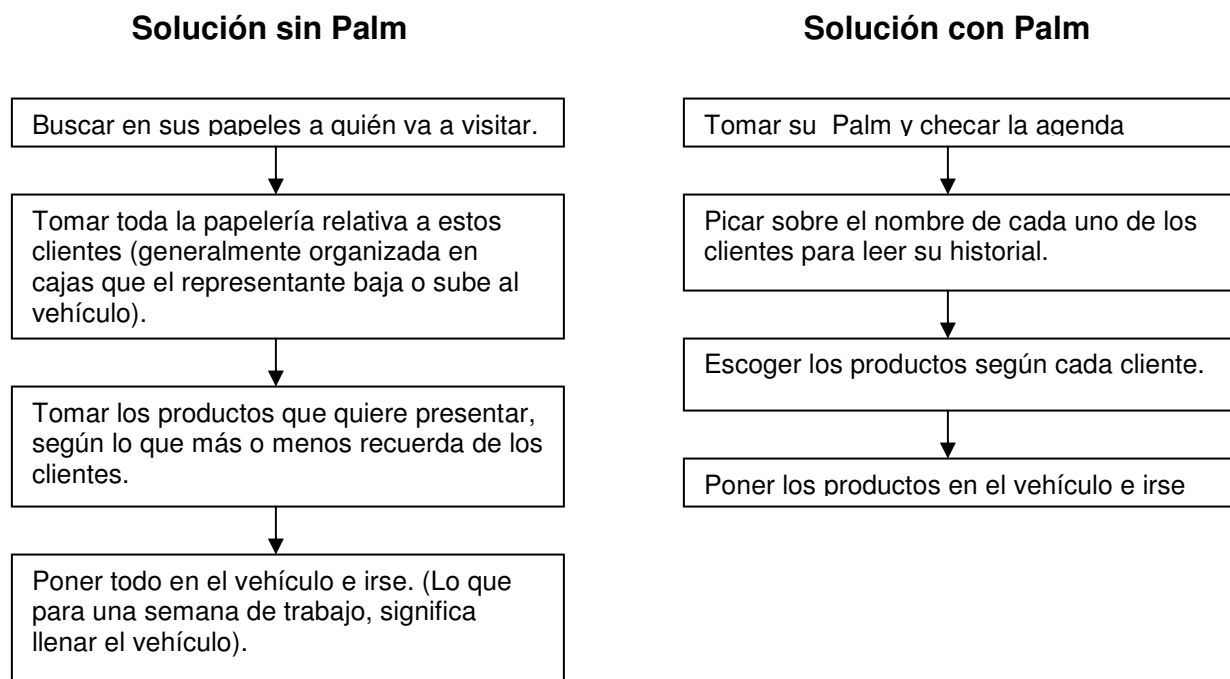 Solución sin Palm
Buscar en sus papeles a quién va a visitar.
Tomar toda la papelería relativa a estos
clientes (generalmente organizada en
cajas que el representante baja o sube al
vehículo).
Tomar los productos que quiere presentar,
según lo que más o menos recuerda de los
clientes.
Poner todo en el vehículo e irse. (Lo que
para una semana de trabajo, significa
llenar el vehículo).
Solución con Palm
Tomar su Palm y checar la agenda
Picar sobre el nombre de cada uno de los
clientes para leer su historial.
Escoger los productos según cada cliente.
Poner los productos en el vehículo e irse